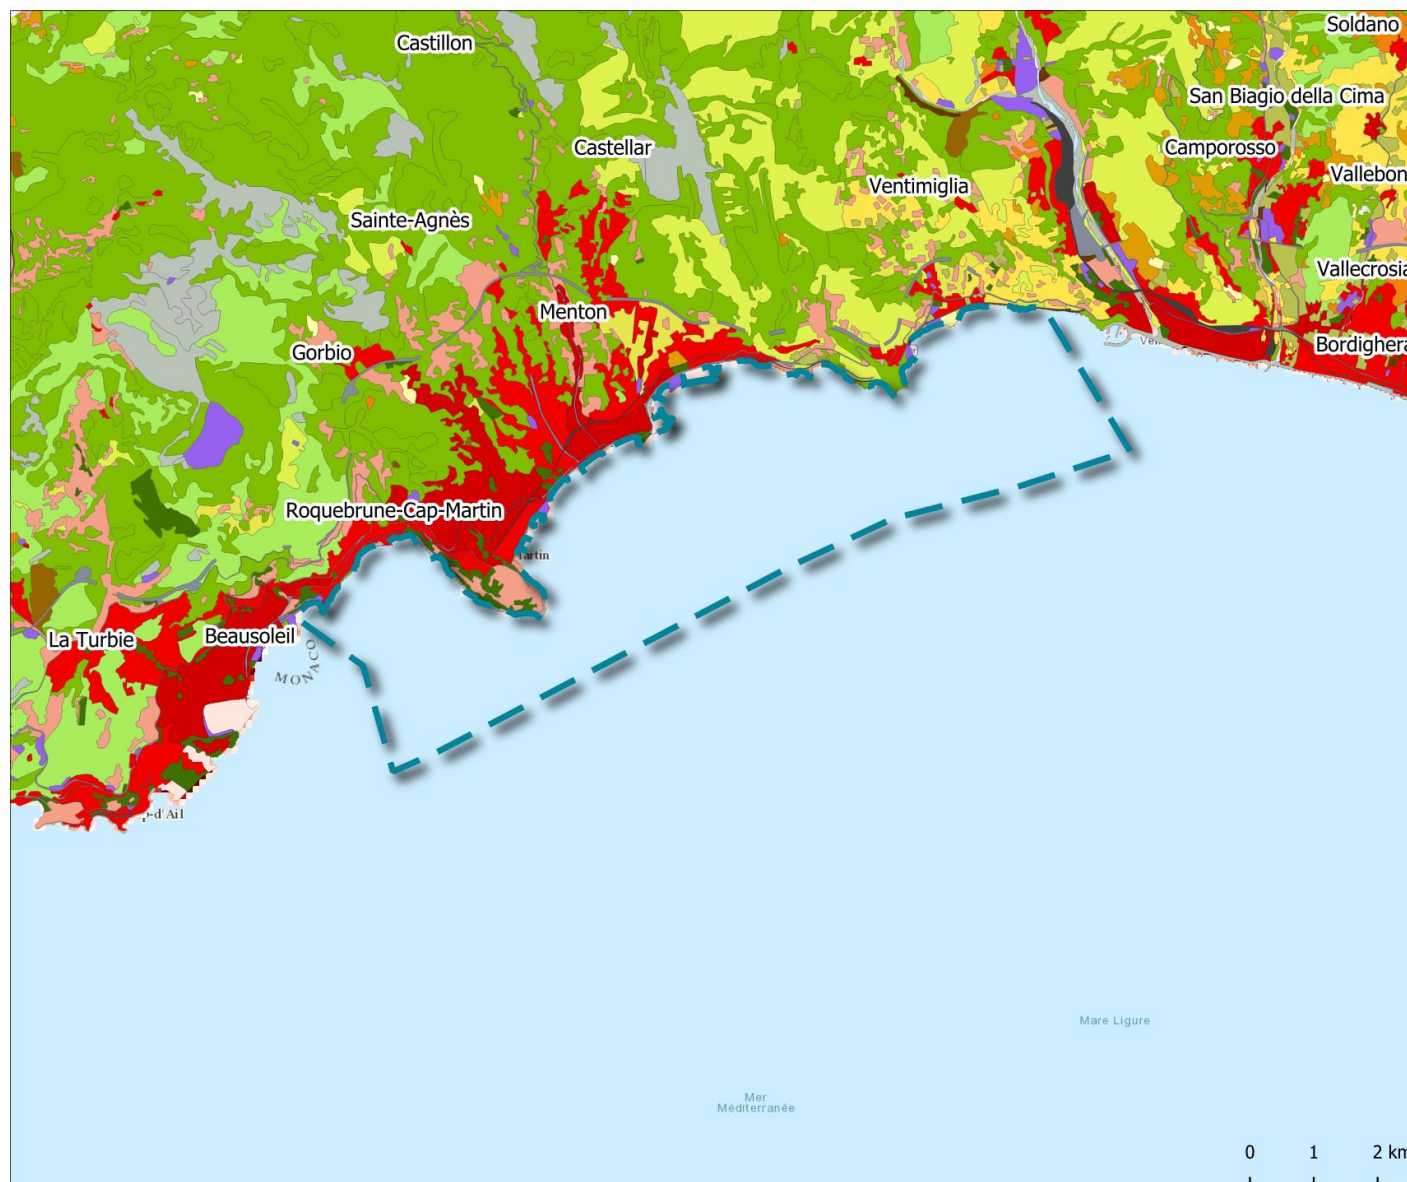 Soldano
Castillon
San Biagio della Cima
Castellar
Camporosso
Vallebon
Ventimiglia
Sainte-Agnès
Vallecrosia
Menton
Bordighera
Gorbio
Roquebrune-Cap-Martin
La Turbie
Beausoleil
MONACO
p-d'Ail
Mare Ligure
Mer
Méditerranée
0 1 2 km